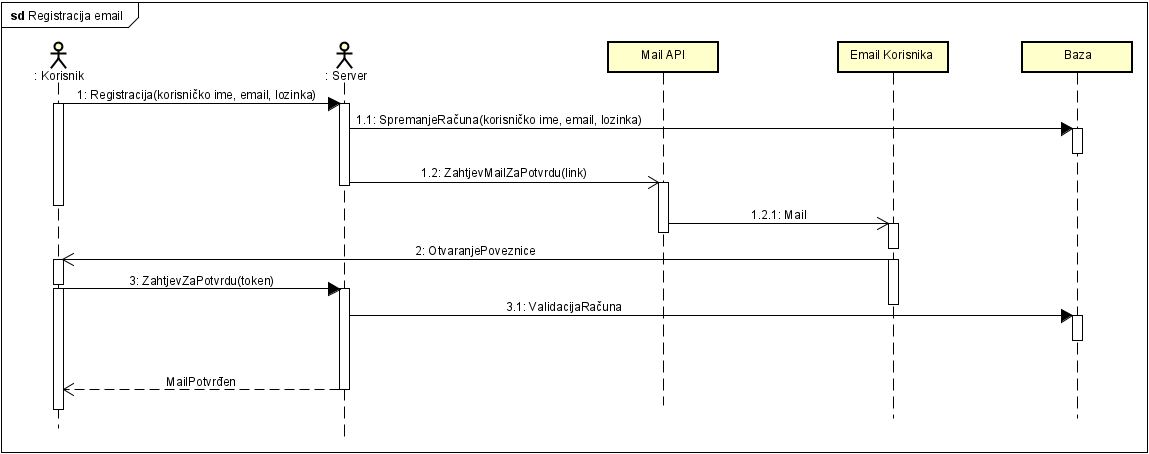 sd Registracija email
: Korisnik
: Server
Mail API
Email Korisnika
Baza
1: Registracija(korisničko ime, email, lozinka)
1.1: SpremanjeRačuna(korisničko ime, email, lozinka)
1.2: ZahtjevMailZaPotvrdu(link)
1.2.1: Mail
2: OtvaranjePoveznice
3: ZahtjevZaPotvrdu(token)
3.1: ValidacijaRačuna
MailPotvrđen